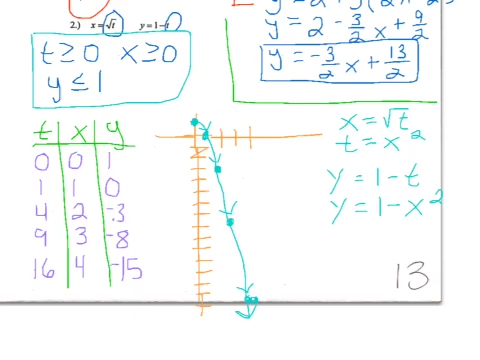 2.) x = √t y = 1 - t
t ≥ 0 x ≥ 0
y ≤ 1
y = 2 - 3/2 x + 9/2
y = -3/2 x + 13/2
t x y
0 0 1
1 1 0
4 2 -3
9 3 -8
16 4 -15
x = √t
t = x²
y = 1 - t
y = 1 - x²
13